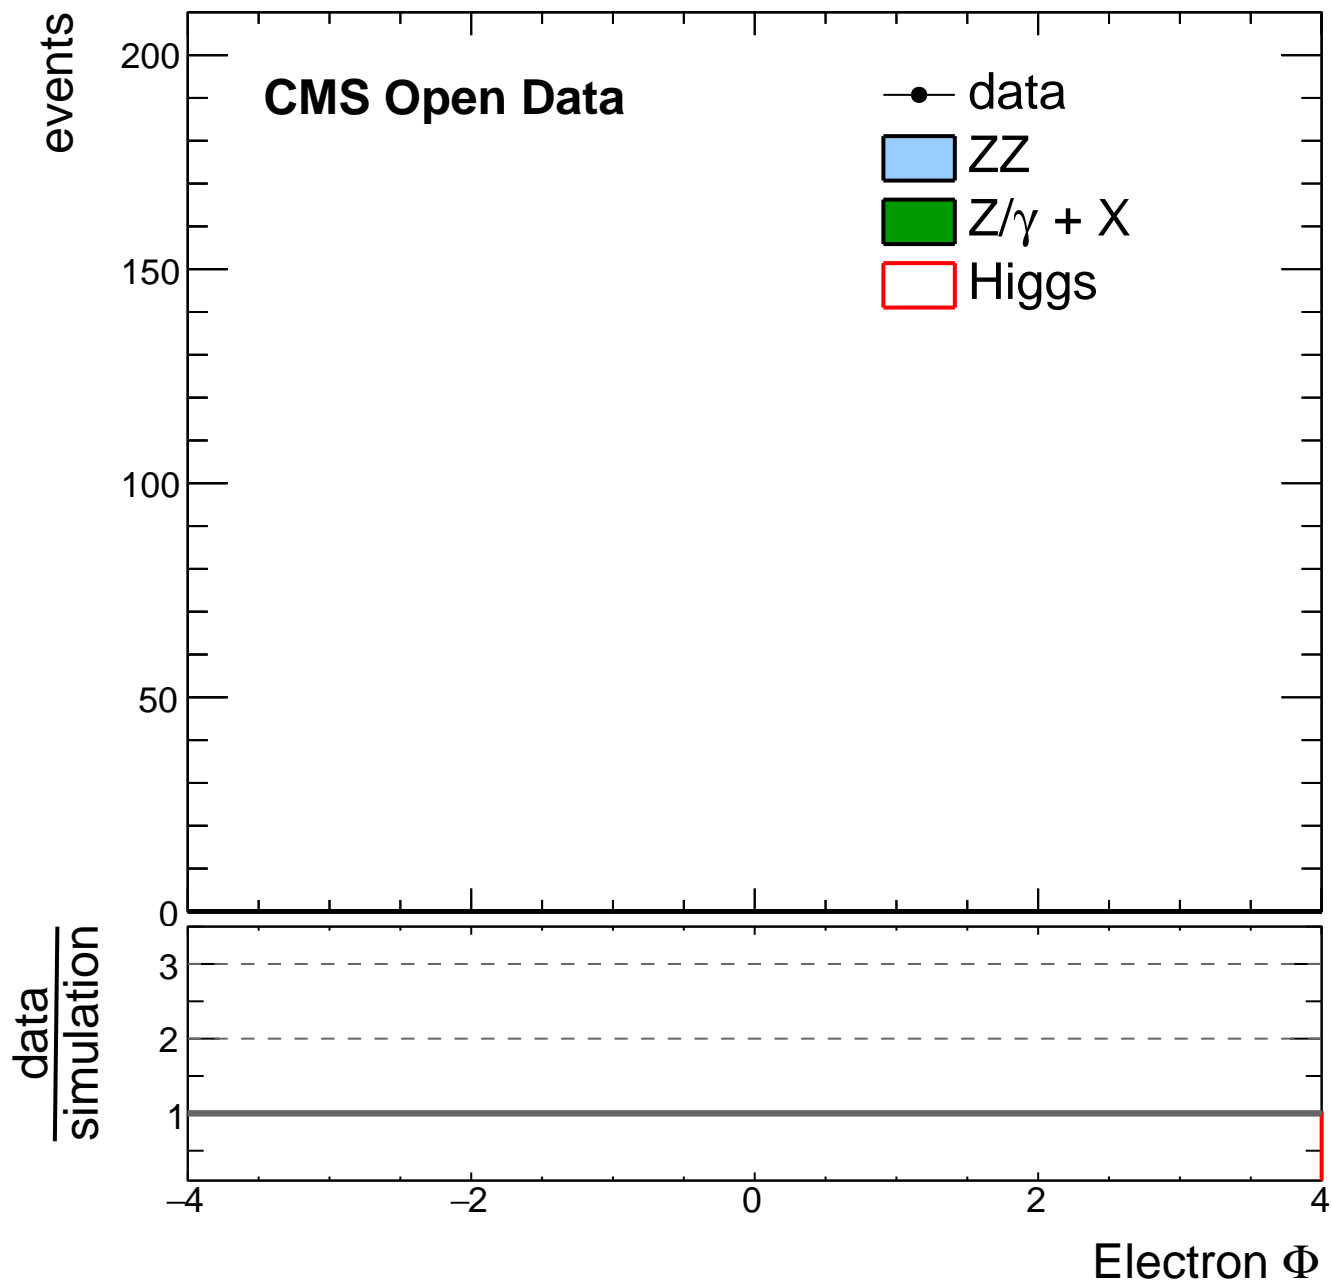 events
200
150
100
50
0
CMS Open Data
data
ZZ
Z/γ + X
Higgs
data
simulation
3
2
1
−4
−2
0
2
4
Electron Φ